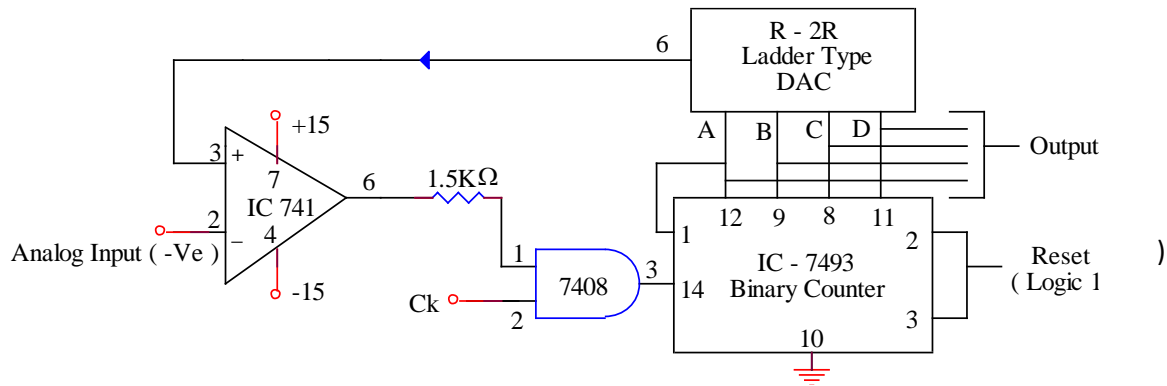 R - 2R
Ladder Type
DAC
6
A
B
C
D
Output
+15
3
+
7
IC 741
6
1.5KΩ
2
−
4
Analog Input ( -Ve )
-15
1
7408
3
Ck
2
12
9
8
11
1
2
IC - 7493
Binary Counter
14
3
10
Reset
( Logic 1
)